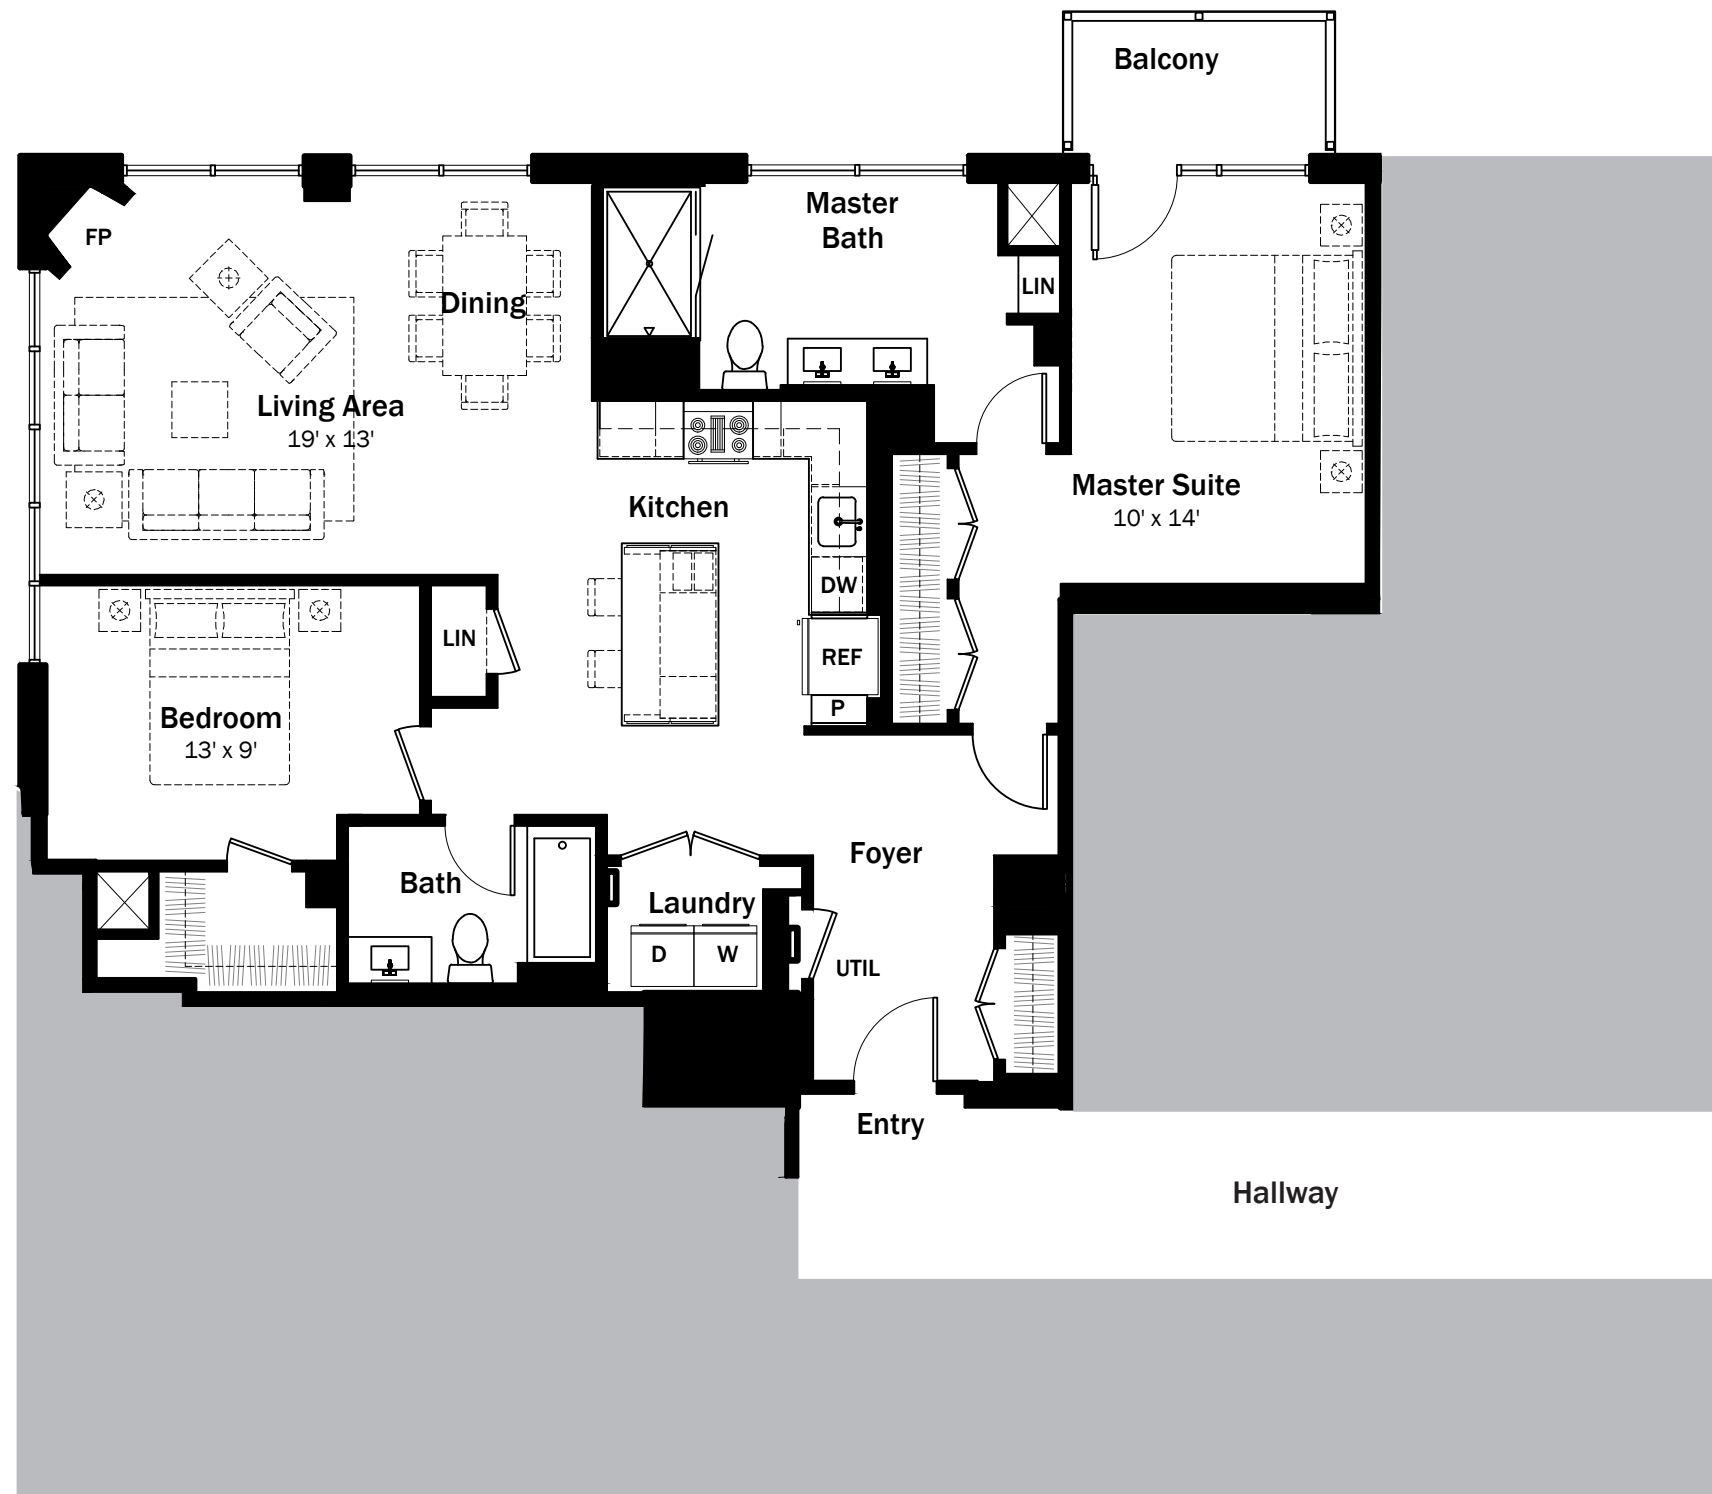 Balcony
Master
Bath
FP
LIN
Dining
Living Area
19' x 13'
Master Suite
10' x 14'
Kitchen
DW
LIN
REF
P
Bedroom
13' x 9'
Foyer
Bath
Laundry
D
W
UTIL
Entry
Hallway